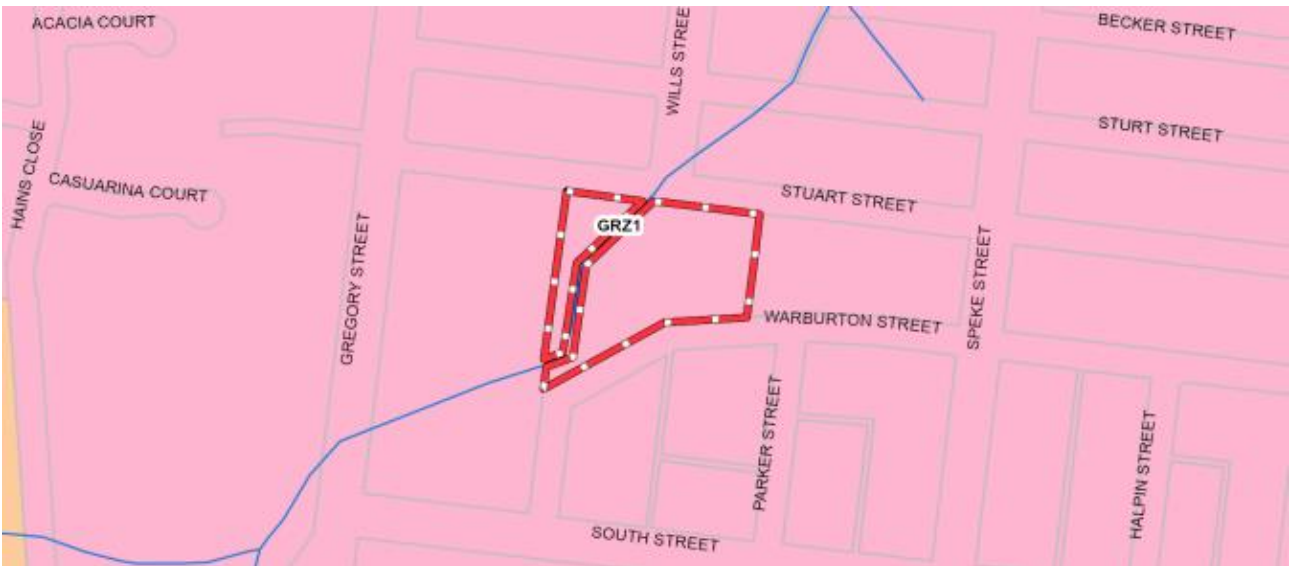 ACACIA COURT
BECKER STREET
WILLS STREE
STURT STREET
HAINS CLOSE
CASUARINA COURT
STUART STREET
GRZ1
GREGORY STREET
SPEKE STREET
WARBURTON STREET
PARKER STREET
HALPIN STREET
SOUTH STREET